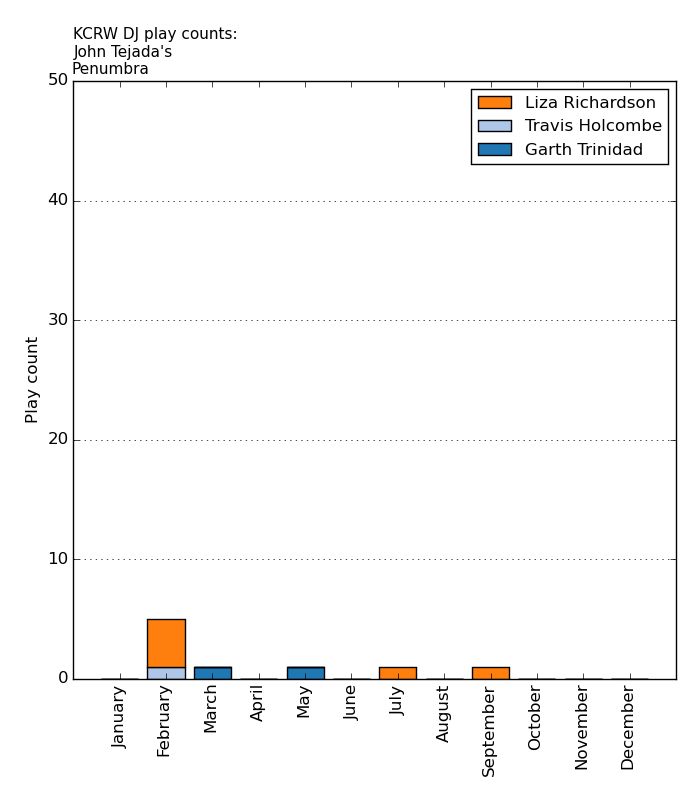 KCRW DJ play counts:
John Tejada's
Penumbra
50
40
30
20
10
0
Play count
Liza Richardson
Travis Holcombe
Garth Trinidad
January
February
March
April
May
June
July
August
September
October
November
December